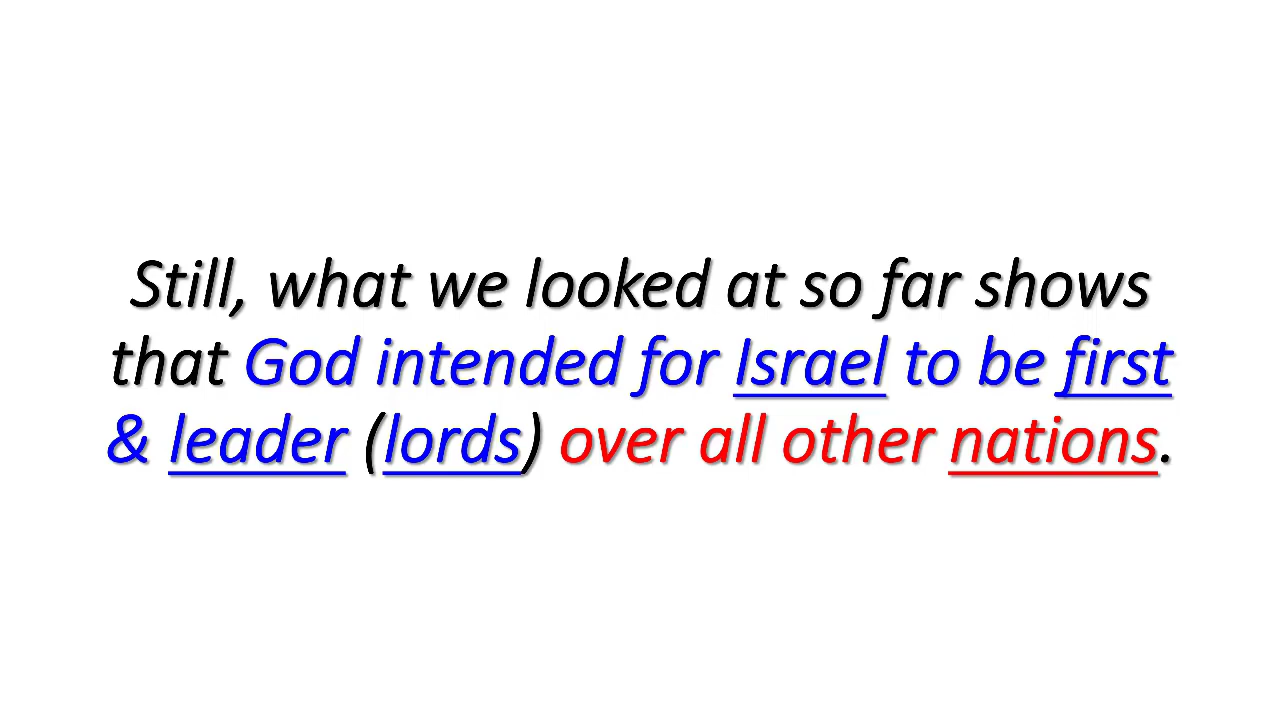 Still, what we looked at so far shows
that God intended for Israel to be first
& leader (lords) over all other nations.